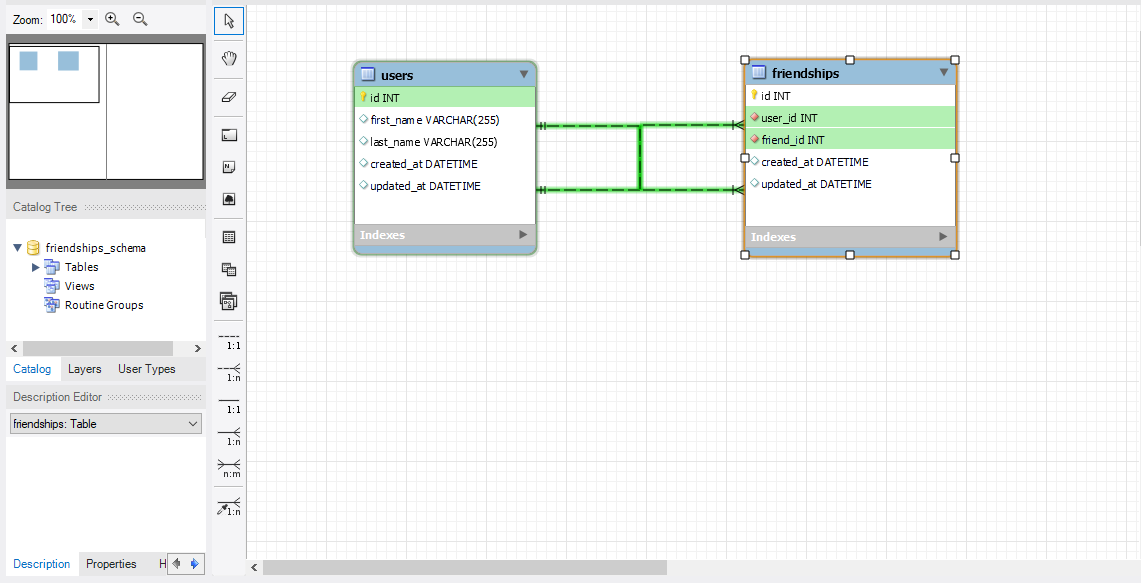 Zoom: 100%
Catalog Tree
friendships_schema
Tables
Views
Routine Groups
Catalog Layers User Types
Description Editor
friendships: Table
Description Properties H
1:1
1:n
1:1
1:n
n:m
1:n
users
id INT
first_name VARCHAR(255)
last_name VARCHAR(255)
created_at DATETIME
updated_at DATETIME
Indexes
friendships
id INT
user_id INT
friend_id INT
created_at DATETIME
updated_at DATETIME
Indexes